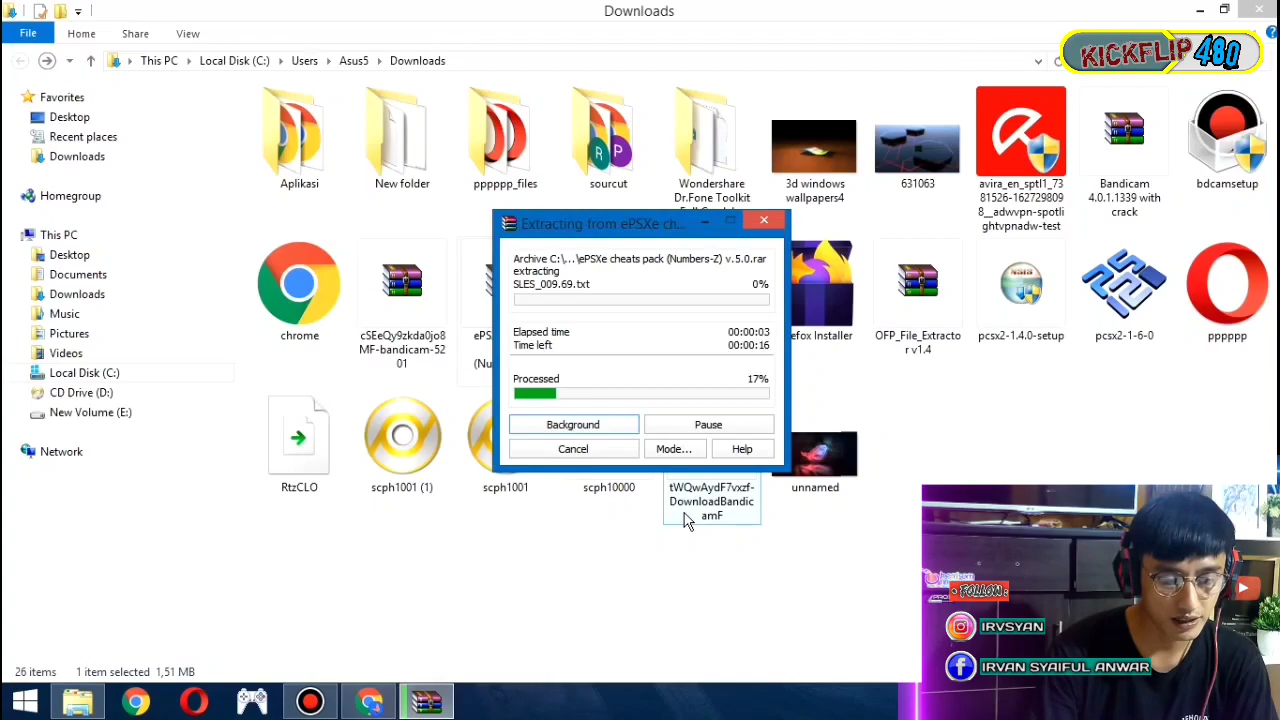 Downloads
File
Home
Share
View
KICKFLIP 480
This PC
Local Disk (C:)
Users
Asus5
Downloads
Favorites
Desktop
Recent places
Downloads
Homegroup
This PC
Desktop
Documents
Downloads
Music
Pictures
Videos
Local Disk (C:)
CD Drive (D:)
New Volume (E:)
Network
Aplikasi
New folder
pppppp_files
sourcut
R
P
Wondershare
Dr.Fone Toolkit
3d windows
wallpapers4
631063
avira_en_sptl1_73
81526-162729809
8__adwvpn-spotli
ghtvpnadw-test
Bandicam
4.0.1.1339 with
crack
bdcamsetup
chrome
cSEeQy9zkda0jo8
MF-bandicam-52
01
eP
(Nu
efox Installer
OFP_File_Extracto
r v1.4
NSIS
pcsx2-1.4.0-setup
pcsx2-1-6-0
pppppp
RtzCLO
scph1001 (1)
scph1001
scph10000
tWQwAydF7vxzf-
DownloadBandic
amF
unnamed
Extracting from ePSXe ch...
Archive C:\...\ePSXe cheats pack (Numbers-Z) v.5.0.rar
extracting
SLES_009.69.txt
0%
Elapsed time
00:00:03
Time left
00:00:16
Processed
17%
Background
Pause
Cancel
Mode...
Help
26 items
1 item selected 1,51 MB
FOLLOW
IRVSYAN
IRVAN SYAIFUL ANWAR